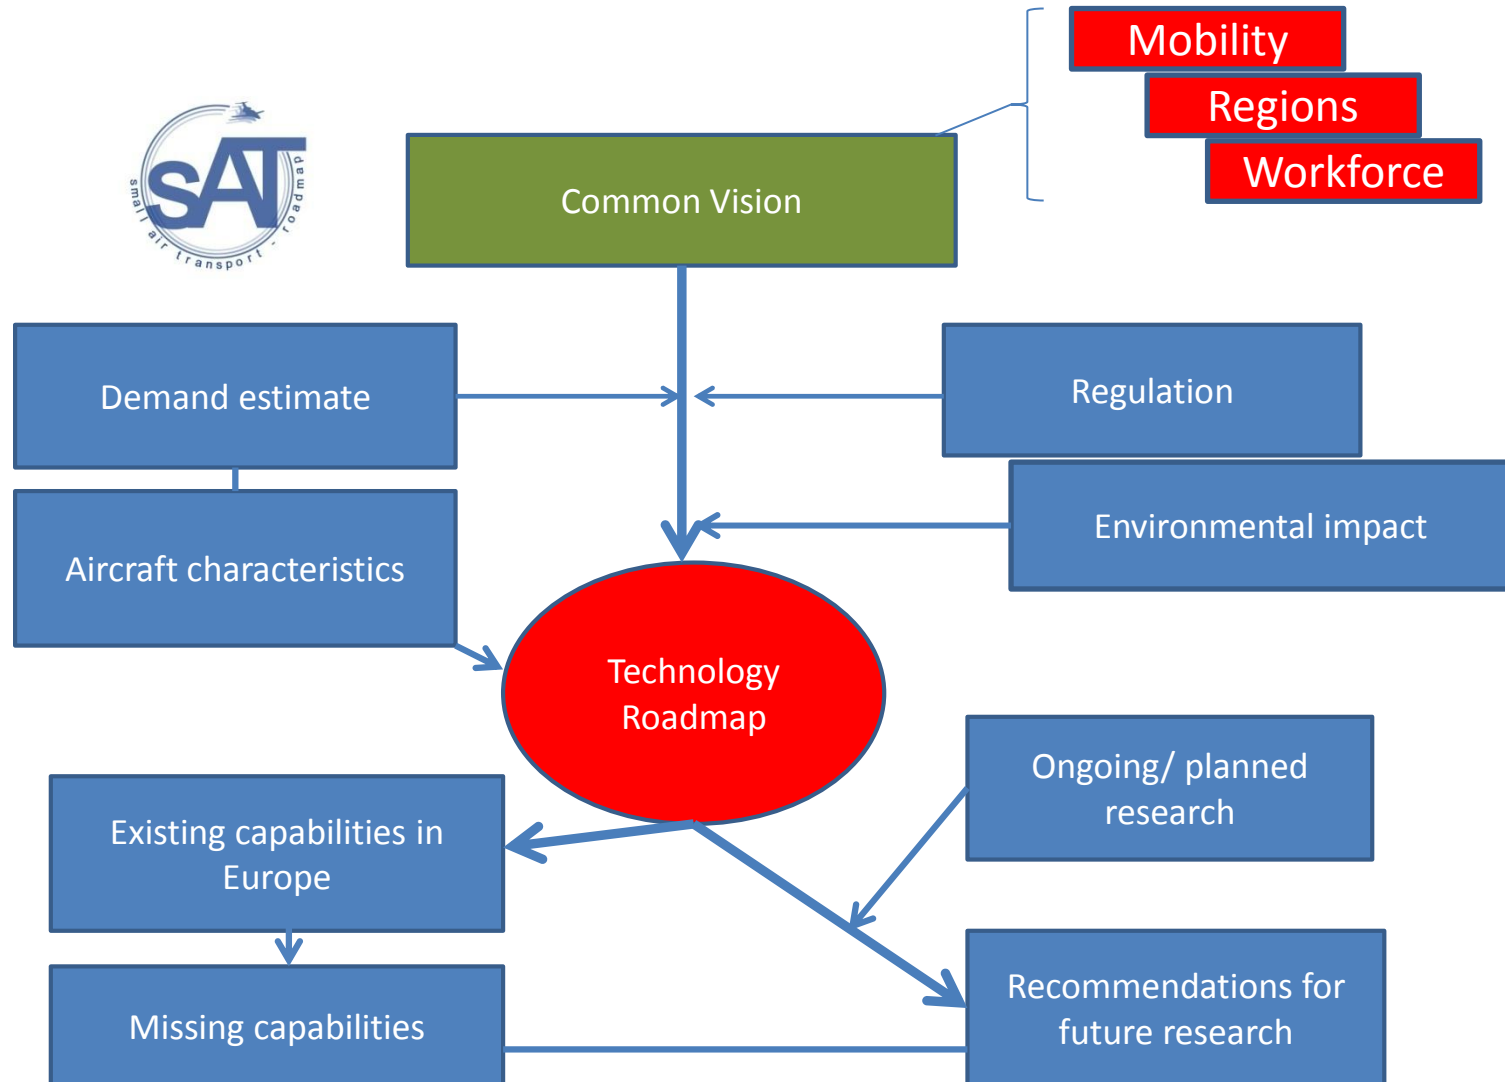 Mobility
Regions
Workforce
sAT
small air transport - roadmap
Common Vision
Demand estimate
Regulation
Aircraft characteristics
Environmental impact
Technology
Roadmap
Ongoing/ planned
research
Existing capabilities in
Europe
Missing capabilities
Recommendations for
future research